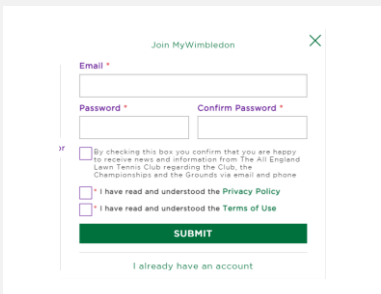 Join MyWimbledon
Email *
Password * Confirm Password *
or
By checking this box you confirm that you are happy
to receive news and information from The All England
Lawn Tennis Club regarding the Club, the
Championships and the Grounds via email and phone
* I have read and understood the Privacy Policy
* I have read and understood the Terms of Use
SUBMIT
I already have an account